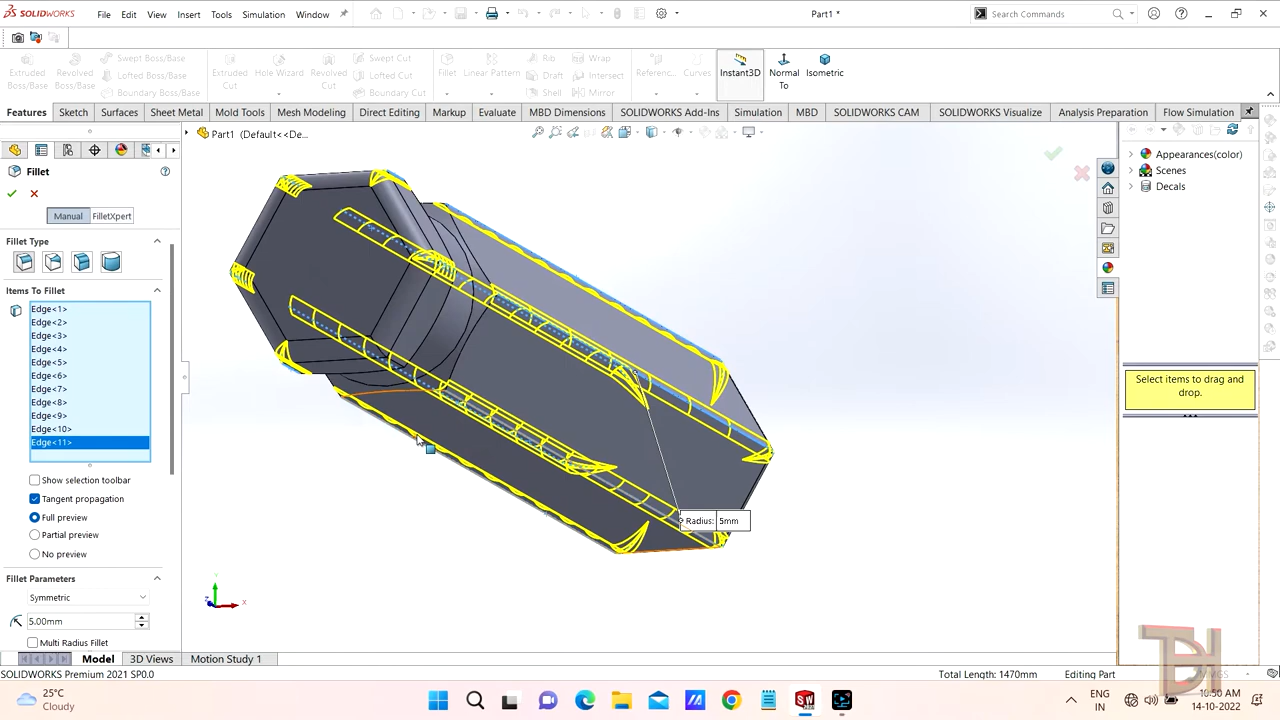 SOLIDWORKS File Edit View Insert Tools Simulation Window Part1 * Search Commands
Extruded Boss/Base Revolved Boss/Base Swept Boss/Base Lofted Boss/Base Boundary Boss/Base Extruded Cut Hole Wizard Revolved Cut Swept Cut Lofted Cut Boundary Cut Fillet Linear Pattern Rib Draft Shell Wrap Intersect Mirror Referenc... Curves Instant3D Normal To Isometric
Features Sketch Surfaces Sheet Metal Mold Tools Mesh Modeling Direct Editing Markup Evaluate MBD Dimensions SOLIDWORKS Add-Ins Simulation MBD SOLIDWORKS CAM SOLIDWORKS Visualize Analysis Preparation Flow Simulation
Part1 (Default<<De...
Appearances(color)
Fillet
Scenes
Decals
Manual FilletXpert
Fillet Type
Items To Fillet
Edge<1>
Edge<2>
Edge<3>
Edge<4>
Edge<5>
Edge<6>
Edge<7>
Edge<8>
Edge<9>
Edge<10>
Edge<11>
Select items to drag and
drop.
Show selection toolbar
Tangent propagation
Full preview
Radius: 5mm
Partial preview
No preview
Fillet Parameters
Symmetric
Y
X
Z
5.00mm
Multi Radius Fillet
Model 3D Views Motion Study 1
SOLIDWORKS Premium 2021 SP0.0 Total Length: 1470mm Editing Part MMGS
25°C
Cloudy
ENG
IN
10:50 AM
14-10-2022